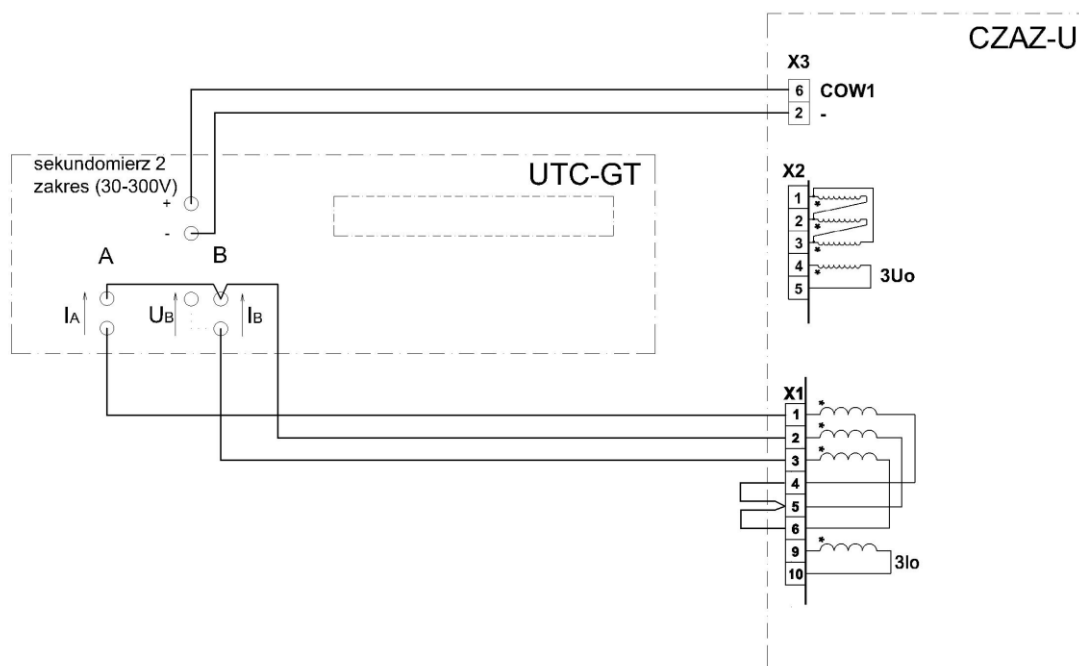 CZAZ-U
X3
6 COW1
2 -
sekundomierz 2
zakres (30-300V)
UTC-GT
+
-
X2
1
*
2
*
3
4
*
3Uo
5
A B
IA UB IB
X1
1 *
2 *
3 *
4
5
6
9 *
3Io
10